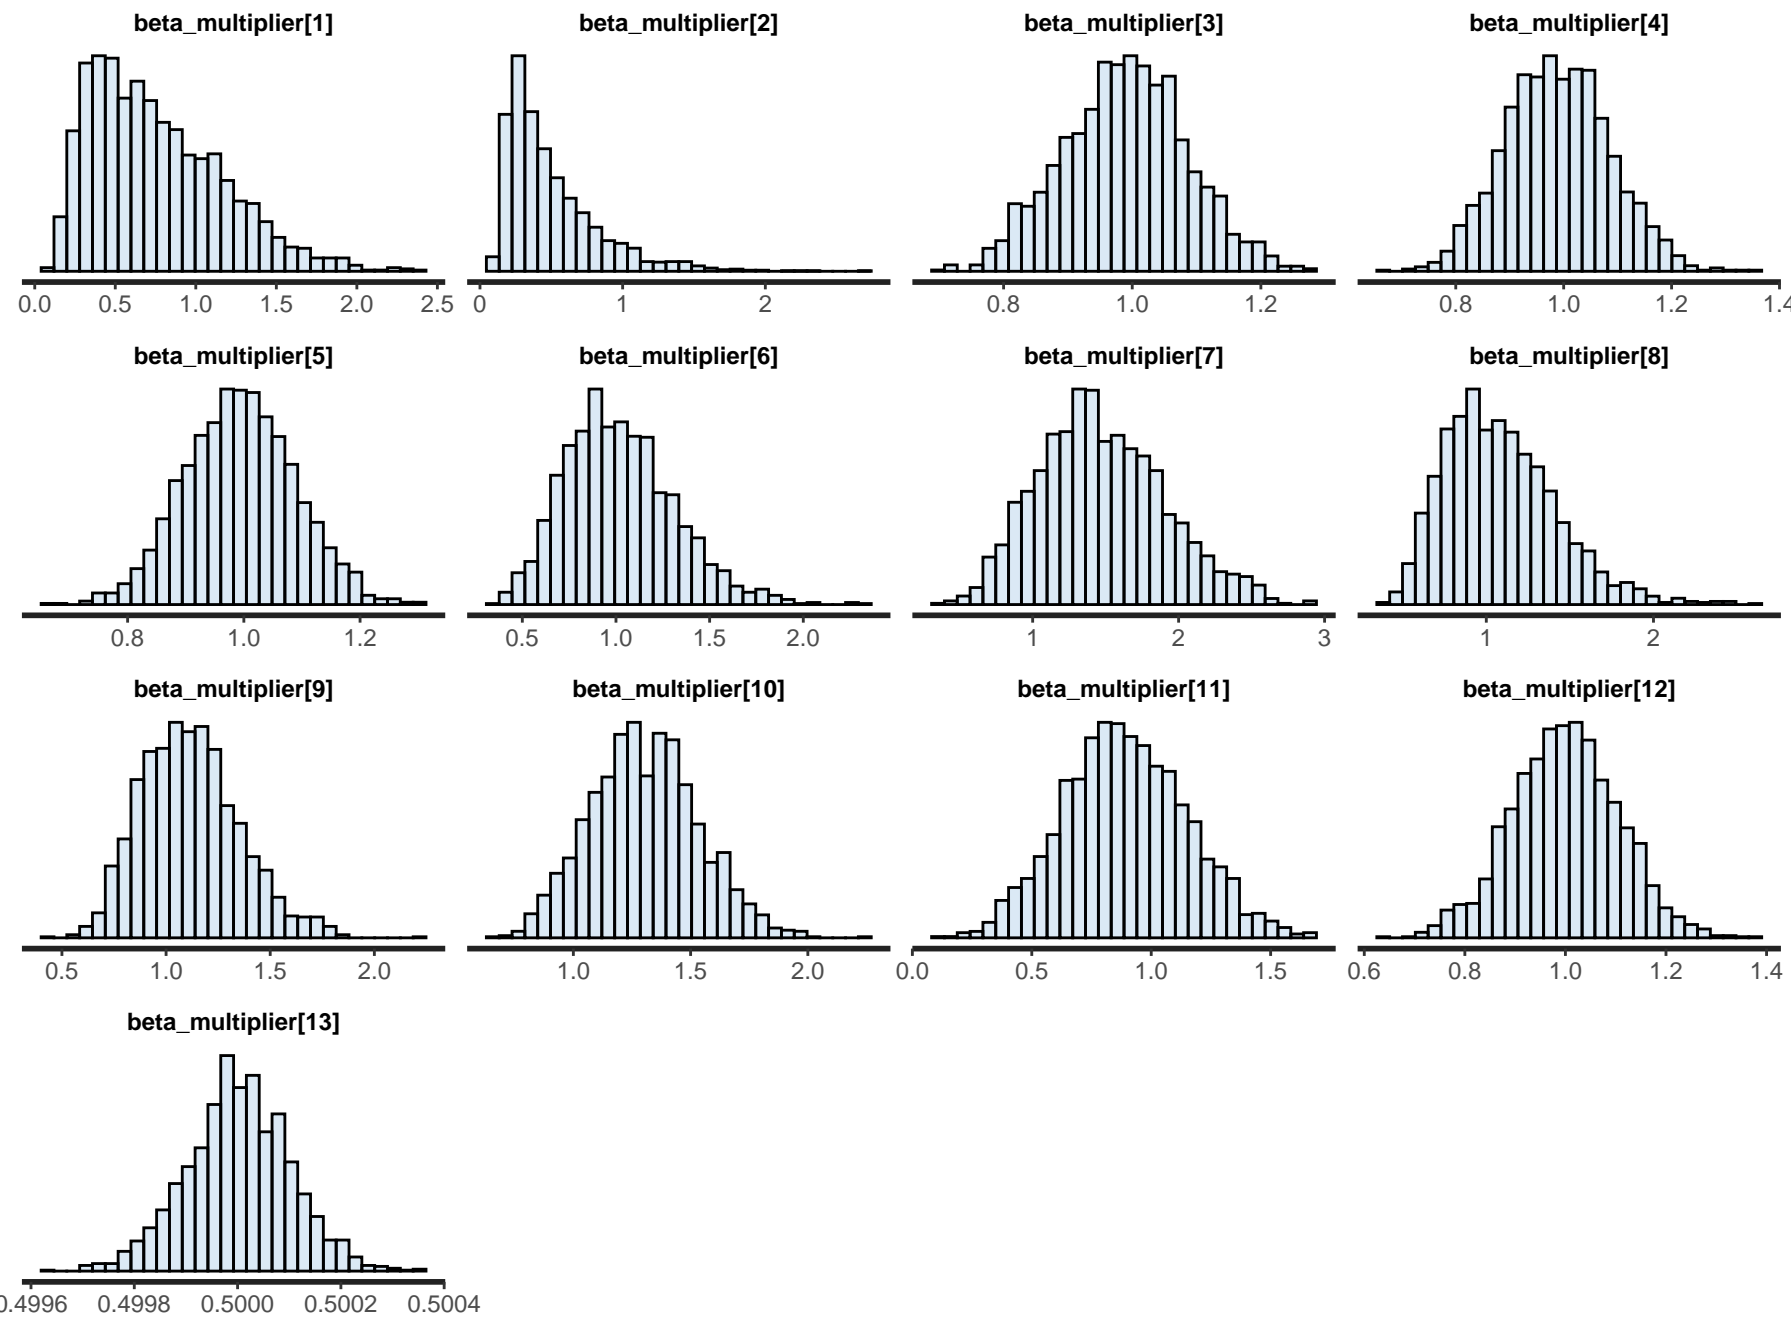 beta_multiplier[1] beta_multiplier[2] beta_multiplier[3] beta_multiplier[4]
0.0 0.5 1.0 1.5 2.0 2.5 0 1 2 0.8 1.0 1.2 0.8 1.0 1.2 1.4
beta_multiplier[5] beta_multiplier[6] beta_multiplier[7] beta_multiplier[8]
0.8 1.0 1.2 0.5 1.0 1.5 2.0 1 2 3 1 2
beta_multiplier[9] beta_multiplier[10] beta_multiplier[11] beta_multiplier[12]
0.5 1.0 1.5 2.0 1.0 1.5 2.0 0.0 0.5 1.0 1.5 0.6 0.8 1.0 1.2 1.4
beta_multiplier[13]
0.4996 0.4998 0.5000 0.5002 0.5004